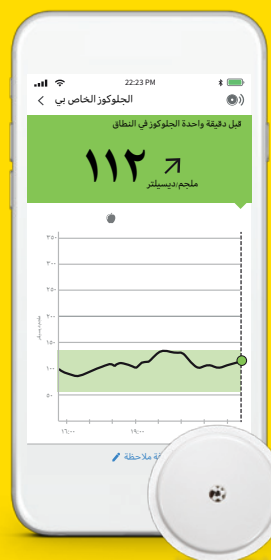 22:23 PM
الجلوكوز الخاص بي
قبل دقيقة واحدة الجلوكوز في النطاق
١١٢
ملجم/ديسيلتر
٣٥٠
٣٠٠
٢٥٠
٢٠٠
١٥٠
١٠٠
٥٠
١٦:٠٠ ١٩:٠٠
ملاحظة